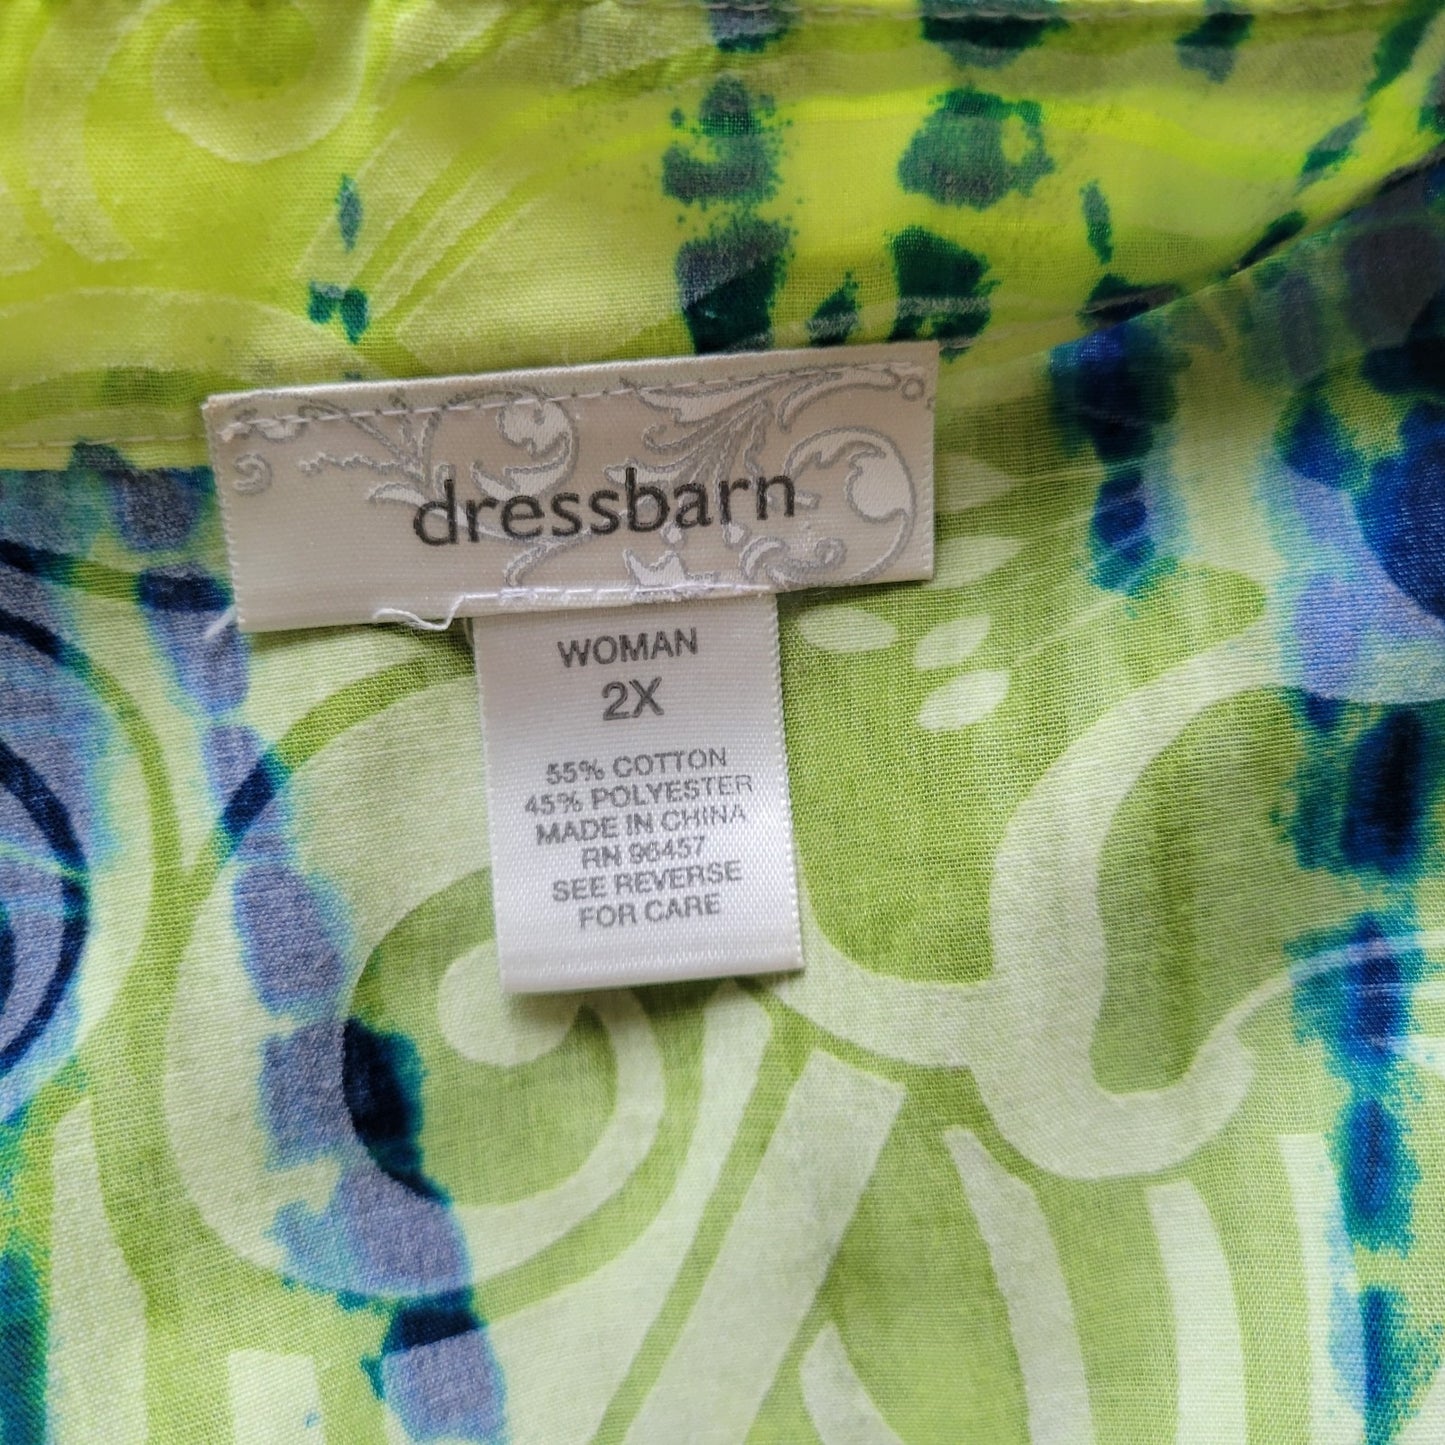 dressbarn
WOMAN
2X
55% COTTON
45% POLYESTER
MADE IN CHINA
RN 96457
SEE REVERSE
FOR CARE